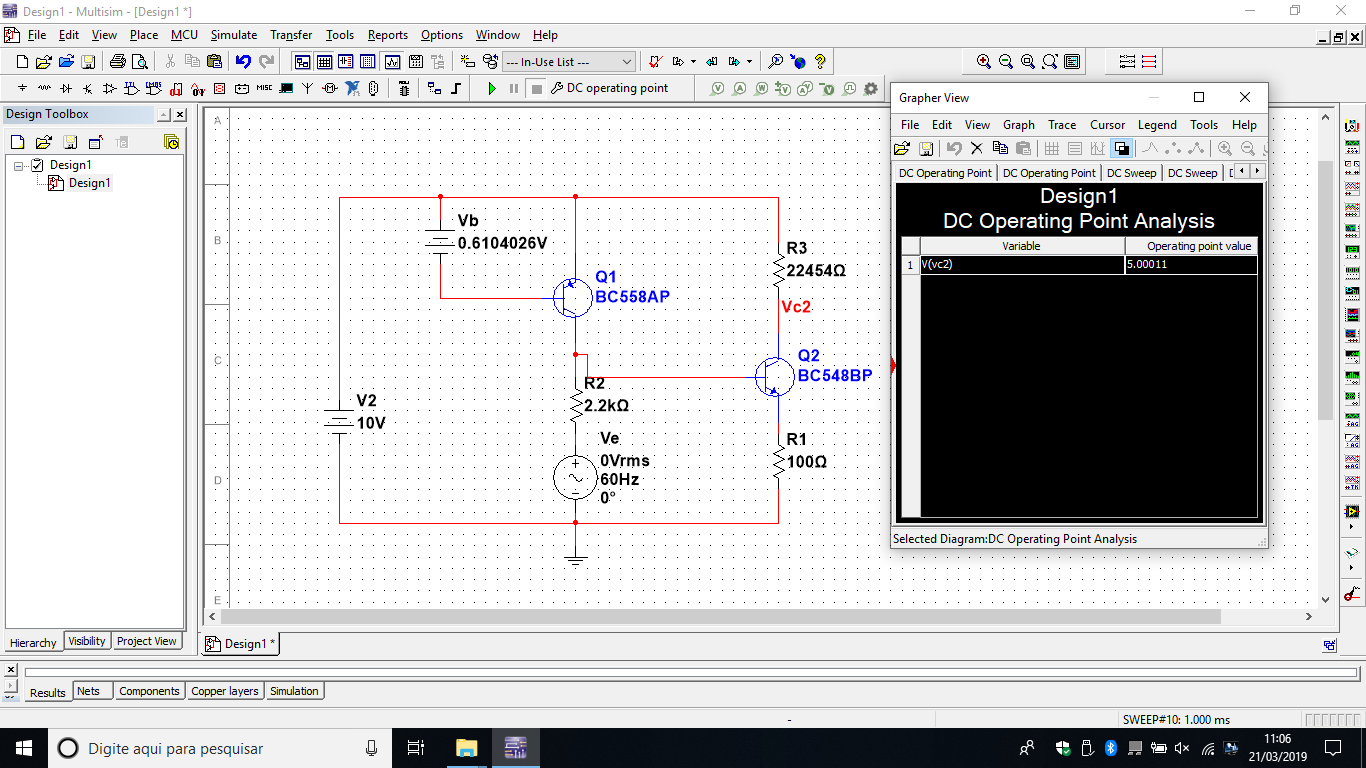 Design1 - Multisim - [Design1 *]
File Edit View Place MCU Simulate Transfer Tools Reports Options Window Help
--- In-Use List ---
MISC
DC operating point
Design Toolbox
Design1
Design1
Hierarchy Visibility Project View
A
B
C
D
E
Vb
0.6104026V
Q1
BC558AP
R3
22454Ω
Vc2
Q2
BC548BP
R2
2.2kΩ
V2
10V
Ve
0Vrms
60Hz
0°
R1
100Ω
Grapher View
File Edit View Graph Trace Cursor Legend Tools Help
DC Operating Point DC Operating Point DC Sweep DC Sweep D
Design1
DC Operating Point Analysis
Variable Operating point value
1 V(vc2) 5.00011
Selected Diagram:DC Operating Point Analysis
Design1 *
Results Nets Components Copper layers Simulation
-
SWEEP#10: 1.000 ms
Digite aqui para pesquisar
11:06
21/03/2019